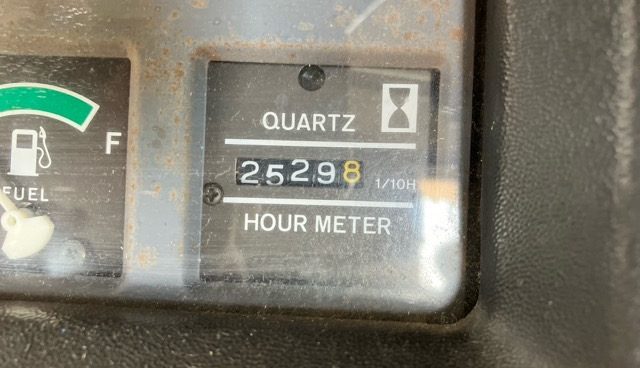 QUARTZ
F
25298 1/10H
FUEL
HOUR METER